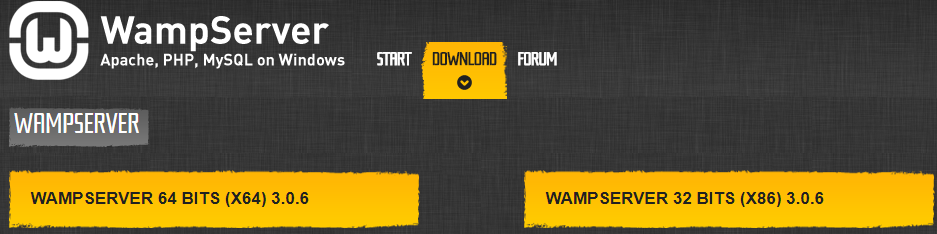 WampServer
Apache, PHP, MySQL on Windows
START DOWNLOAD FORUM
WAMPSERVER
WAMPSERVER 64 BITS (X64) 3.0.6
WAMPSERVER 32 BITS (X86) 3.0.6